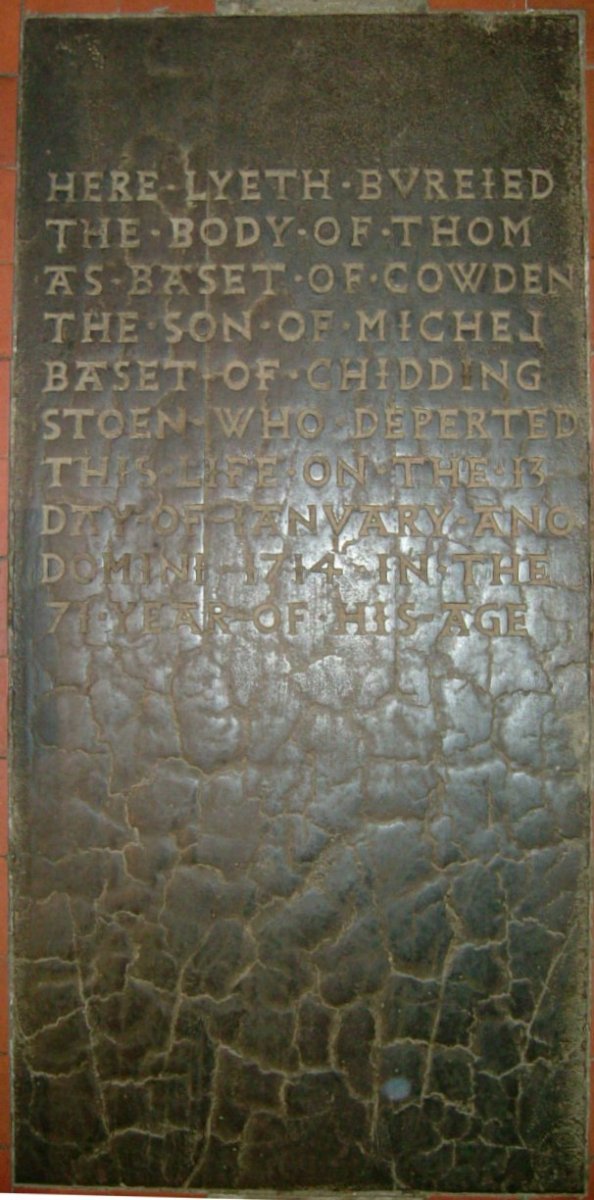 HERE·LYETH·BVREIED
THE·BODY·OF·THOM
AS·BASET·OF·COWDEN
THE·SON·OF·MICHEL
BASET·OF·CHIDDING
STOEN·WHO·DEPERTED
THIS·LIFE·ON·THE·13
DAY·OF·IANVARY·ANO
DOMINI·1714·IN·THE
71·YEAR·OF·HIS·AGE